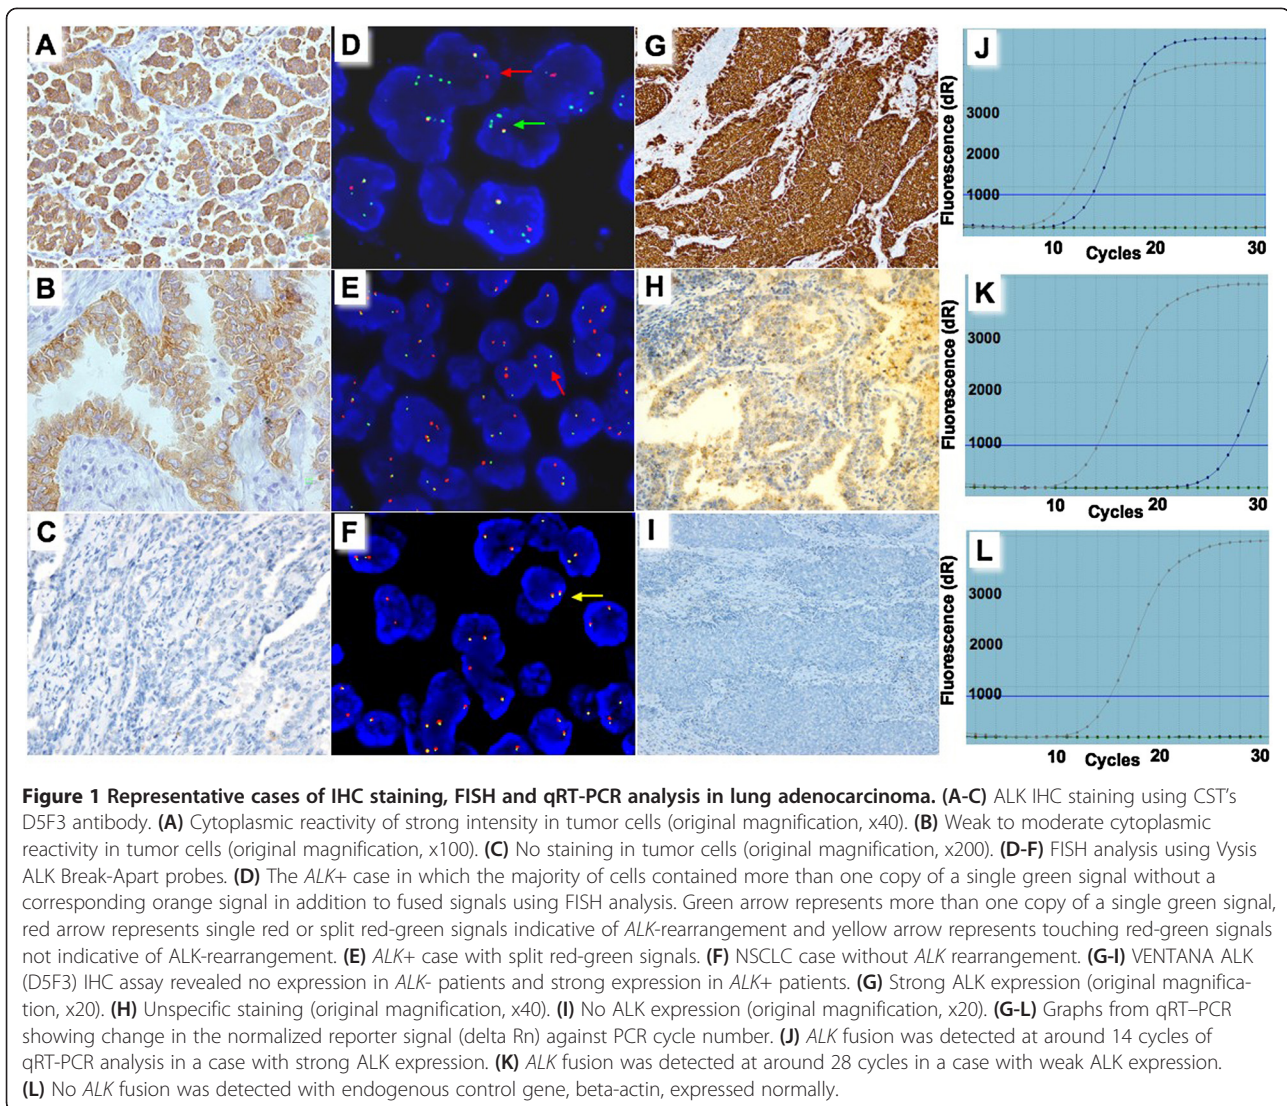 A
D
G
J
Fluorescence (dR)
3000
2000
1000
10
Cycles
20
30
B
E
H
K
Fluorescence (dR)
3000
2000
1000
10
Cycles
20
30
C
F
I
L
Fluorescence (dR)
3000
2000
1000
10
Cycles
20
30
Figure 1 Representative cases of IHC staining, FISH and qRT-PCR analysis in lung adenocarcinoma. (A-C) ALK IHC staining using CST's
D5F3 antibody. (A) Cytoplasmic reactivity of strong intensity in tumor cells (original magnification, x40). (B) Weak to moderate cytoplasmic
reactivity in tumor cells (original magnification, x100). (C) No staining in tumor cells (original magnification, x200). (D-F) FISH analysis using Vysis
ALK Break-Apart probes. (D) The ALK+ case in which the majority of cells contained more than one copy of a single green signal without a
corresponding orange signal in addition to fused signals using FISH analysis. Green arrow represents more than one copy of a single green signal,
red arrow represents single red or split red-green signals indicative of ALK-rearrangement and yellow arrow represents touching red-green signals
not indicative of ALK-rearrangement. (E) ALK+ case with split red-green signals. (F) NSCLC case without ALK rearrangement. (G-I) VENTANA ALK
(D5F3) IHC assay revealed no expression in ALK- patients and strong expression in ALK+ patients. (G) Strong ALK expression (original magnifica-
tion, x20). (H) Unspecific staining (original magnification, x40). (I) No ALK expression (original magnification, x20). (G-L) Graphs from qRT–PCR
showing change in the normalized reporter signal (delta Rn) against PCR cycle number. (J) ALK fusion was detected at around 14 cycles of
qRT-PCR analysis in a case with strong ALK expression. (K) ALK fusion was detected at around 28 cycles in a case with weak ALK expression.
(L) No ALK fusion was detected with endogenous control gene, beta-actin, expressed normally.